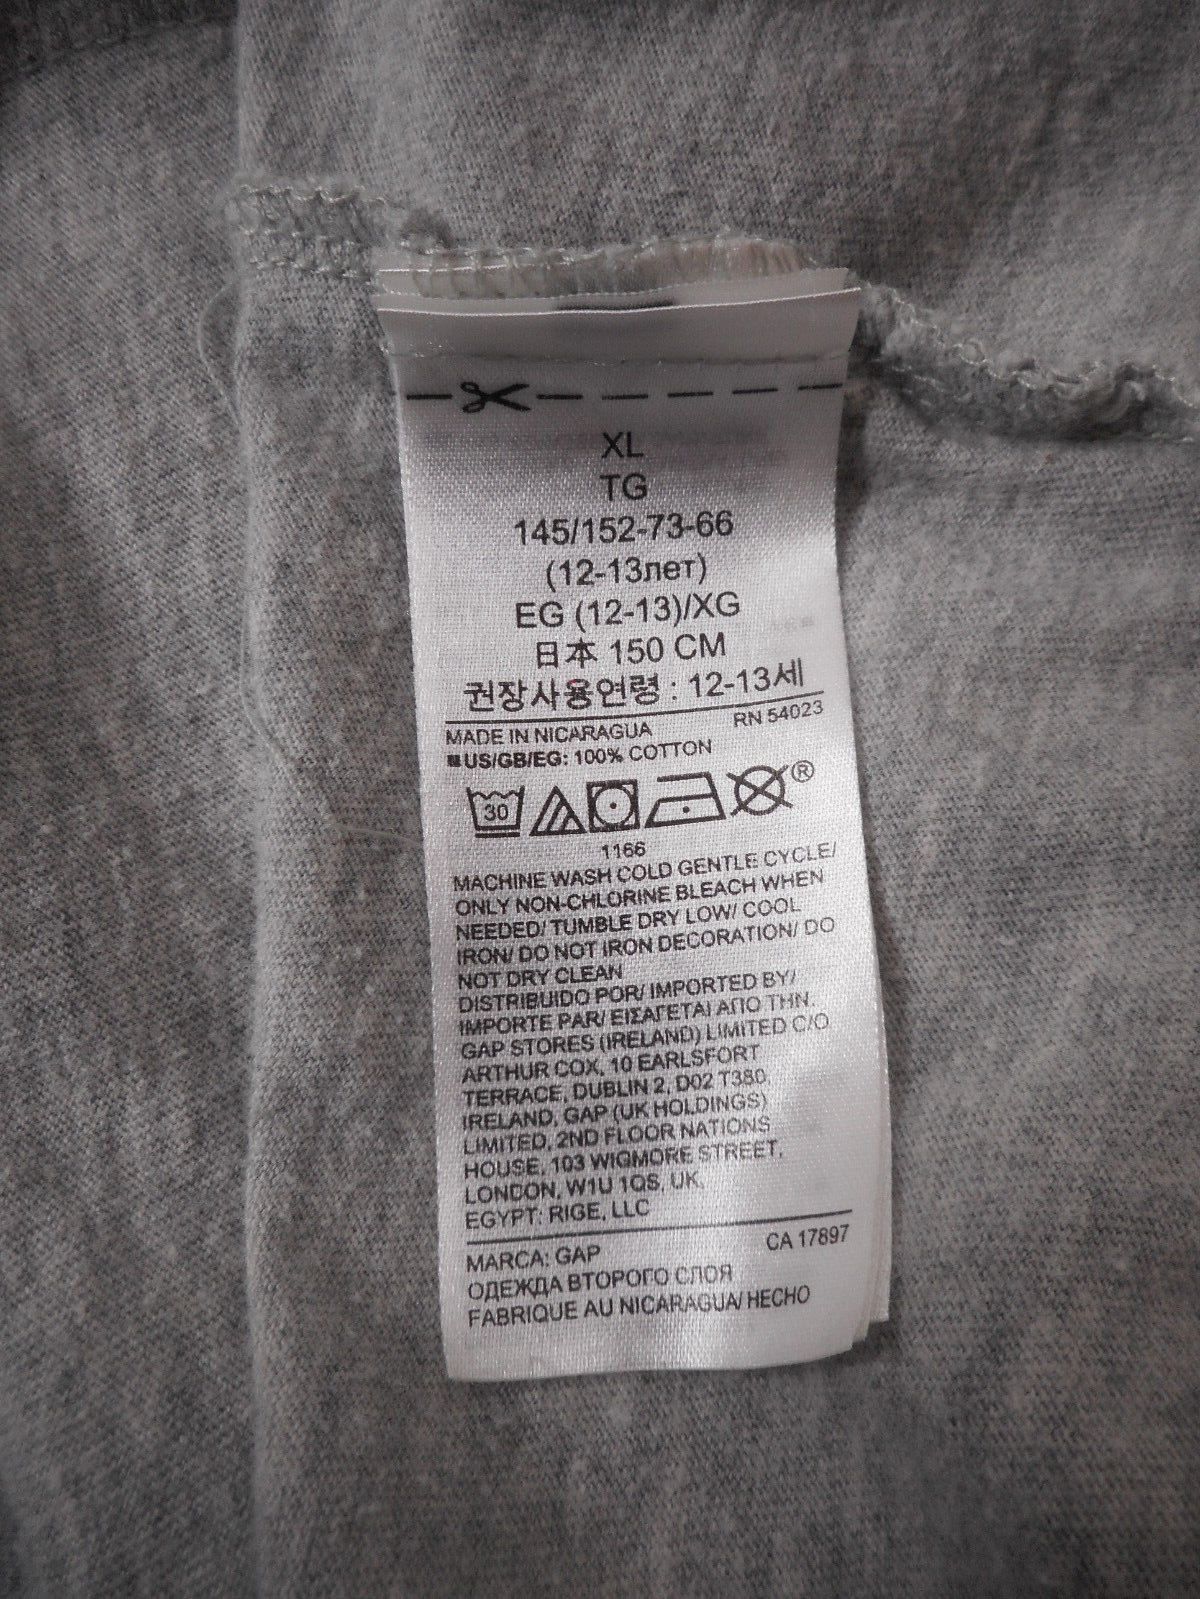 XL
TG
145/152-73-66
(12-13лет)
EG (12-13)/XG
日本 150 CM
권장사용연령 : 12-13세
RN 54023
MADE IN NICARAGUA
US/GB/EG: 100% COTTON
30
®
1166
MACHINE WASH COLD GENTLE CYCLE/
ONLY NON-CHLORINE BLEACH WHEN
NEEDED/ TUMBLE DRY LOW/ COOL
IRON/ DO NOT IRON DECORATION/ DO
NOT DRY CLEAN
DISTRIBUIDO POR/ IMPORTED BY/
IMPORTE PAR/ ΕΙΣΑΓΕΤΑΙ ΑΠΟ ΤΗΝ.
GAP STORES (IRELAND) LIMITED C/O
ARTHUR COX, 10 EARLSFORT
TERRACE, DUBLIN 2, D02 T380,
IRELAND, GAP (UK HOLDINGS)
LIMITED, 2ND FLOOR NATIONS
HOUSE, 103 WIGMORE STREET,
LONDON, W1U 1QS, UK,
EGYPT: RIGE, LLC
MARCA: GAP CA 17897
ОДЕЖДА ВТОРОГО СЛОЯ
FABRIQUE AU NICARAGUA/ HECHO